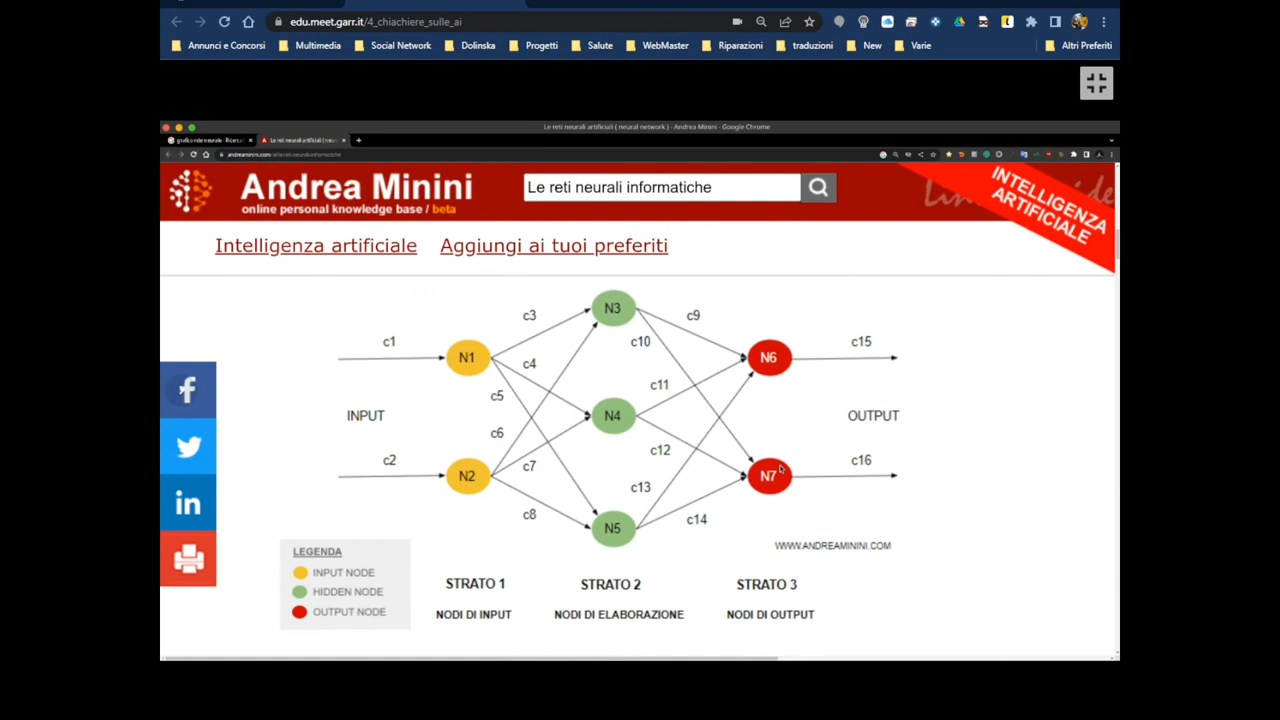 edu.meet.garr.it/4_chiachiere_sulle_ai
Annunci e Concorsi Multimedia Social Network Dolinska Progetti Salute WebMaster Riparazioni traduzioni New Varie Altri Preferiti
Le reti neurali artificiali ( neural network ) - Andrea Minini - Google Chrome
Andrea Minini
online personal knowledge base / beta
Le reti neurali informatiche
INTELLIGENZA
ARTIFICIALE
Intelligenza artificiale Aggiungi ai tuoi preferiti
N3
c3 c9
c1 c10 c15
N1 N6
c4
c11
c5
INPUT N4 OUTPUT
c6
c12
c2 c7 c16
N2 N7
c13
c8 c14
N5
WWW.ANDREAMININI.COM
LEGENDA
INPUT NODE
HIDDEN NODE
OUTPUT NODE
STRATO 1 STRATO 2 STRATO 3
NODI DI INPUT NODI DI ELABORAZIONE NODI DI OUTPUT